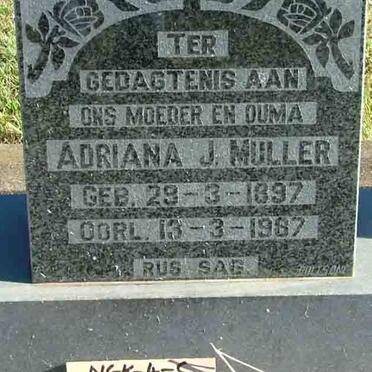 TER
GEDAGTENIS AAN
ONS MOEDER EN OUMA
ADRIANA J. MULLER
GEB. 29-3-1897
OORL. 13-3-1967
RUS SAG